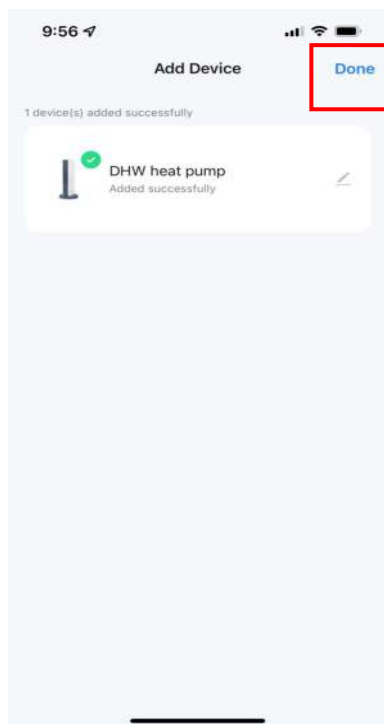 9:56
Add Device
Done
1 device(s) added successfully
DHW heat pump
Added successfully